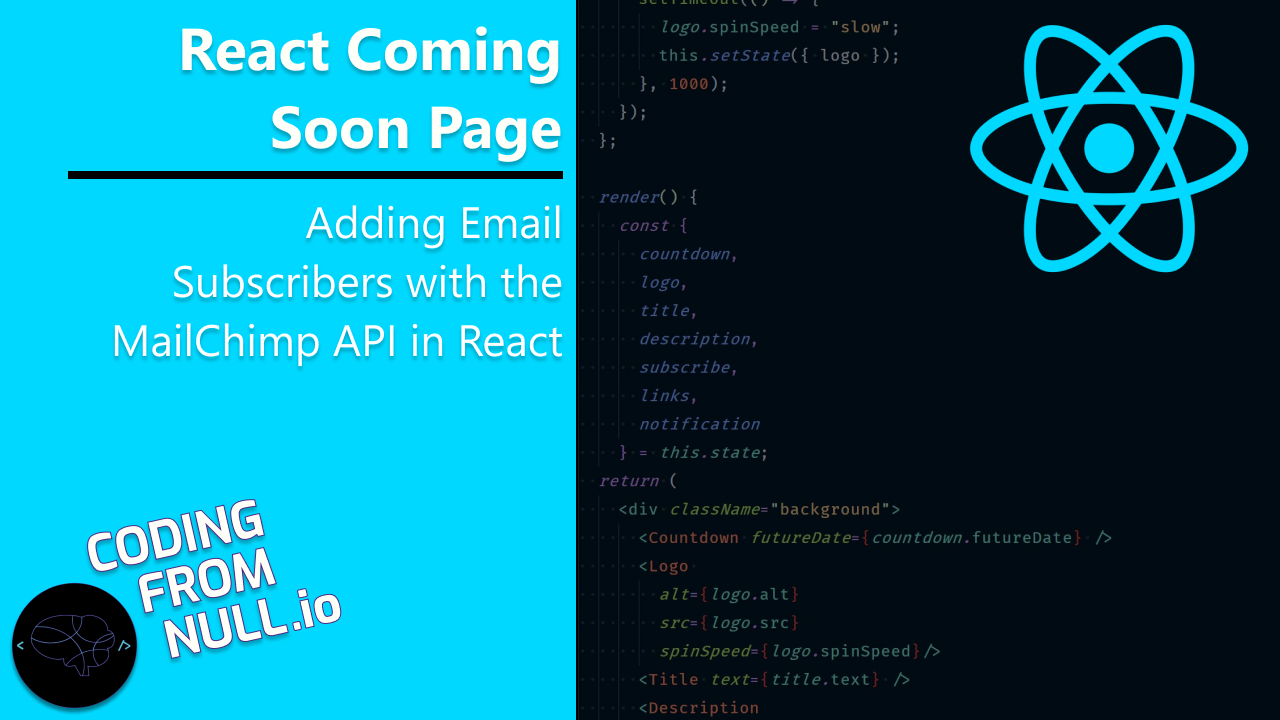 React Coming
Soon Page
Adding Email
Subscribers with the
MailChimp API in React
CODING
FROM
NULL.io
< />
setTimeout(() => {
logo.spinSpeed = "slow";
this.setState({ logo });
}, 1000);
});
};
render() {
const {
countdown,
logo,
title,
description,
subscribe,
links,
notification
} = this.state;
return (
<div className="background">
<Countdown futureDate={countdown.futureDate} />
<Logo
alt={logo.alt}
src={logo.src}
spinSpeed={logo.spinSpeed}/>
<Title text={title.text} />
<Description